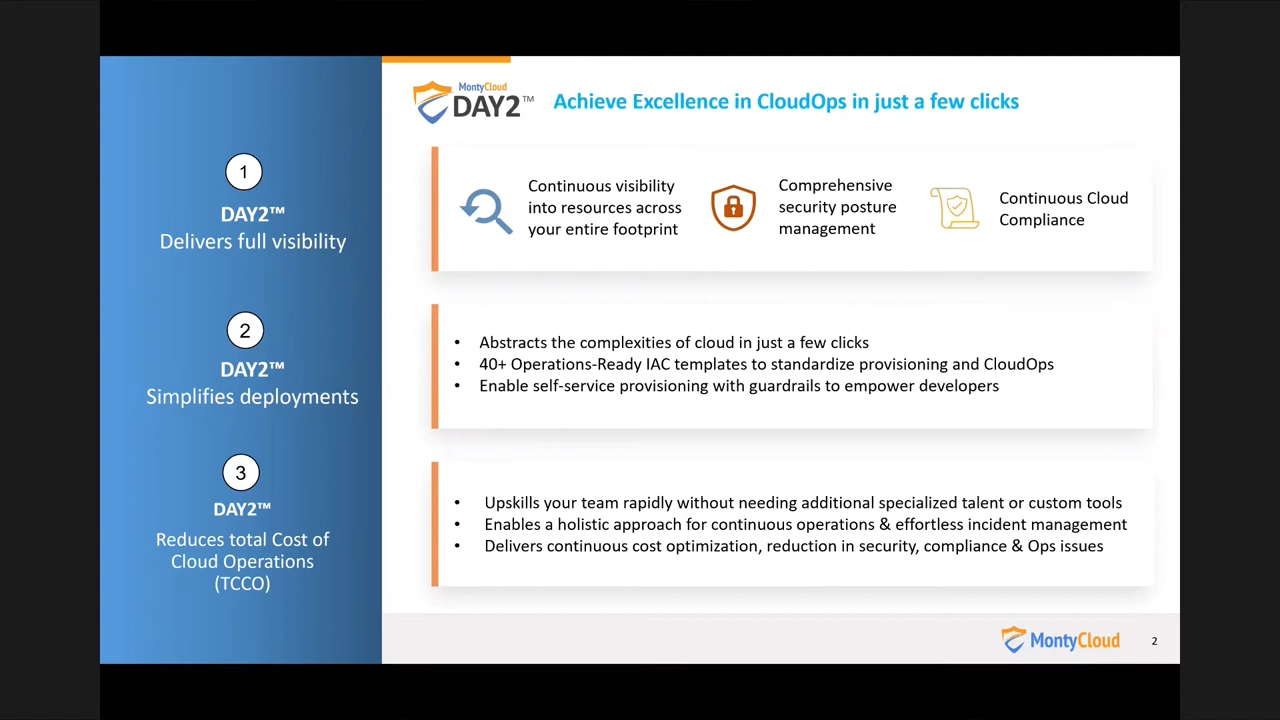 MontyCloud
DAY2™
Achieve Excellence in CloudOps in just a few clicks
1
DAY2™
Delivers full visibility
Continuous visibility
into resources across
your entire footprint
Comprehensive
security posture
management
Continuous Cloud
Compliance
2
DAY2™
Simplifies deployments
• Abstracts the complexities of cloud in just a few clicks
• 40+ Operations-Ready IAC templates to standardize provisioning and CloudOps
• Enable self-service provisioning with guardrails to empower developers
3
DAY2™
Reduces total Cost of
Cloud Operations
(TCCO)
• Upskills your team rapidly without needing additional specialized talent or custom tools
• Enables a holistic approach for continuous operations & effortless incident management
• Delivers continuous cost optimization, reduction in security, compliance & Ops issues
MontyCloud
2